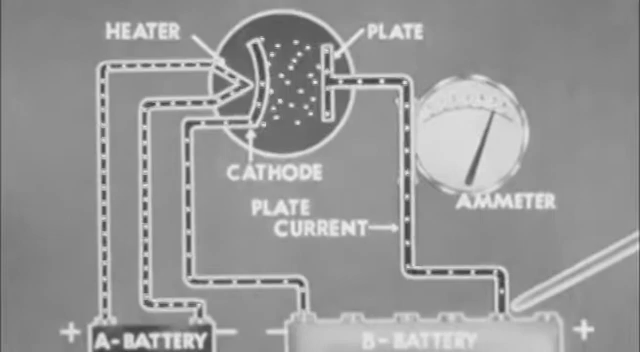 HEATER
PLATE
CATHODE
PLATE
CURRENT
AMMETER
+ A-BATTERY -
- B-BATTERY +